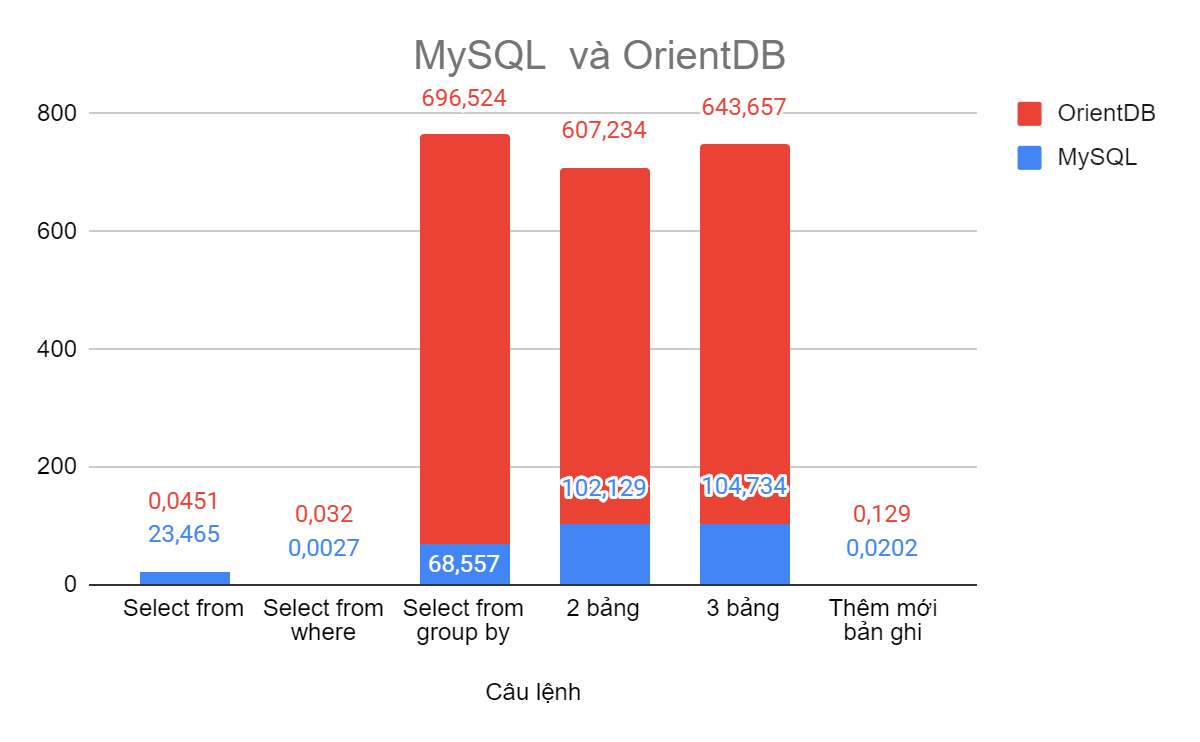 MySQL và OrientDB
OrientDB
MySQL
800
600
400
200
0
696,524
607,234
643,657
0,0451
23,465
0,032
0,0027
68,557
102,129
104,734
0,129
0,0202
Select from
Select from
where
Select from
group by
2 bảng
3 bảng
Thêm mới
bản ghi
Câu lệnh